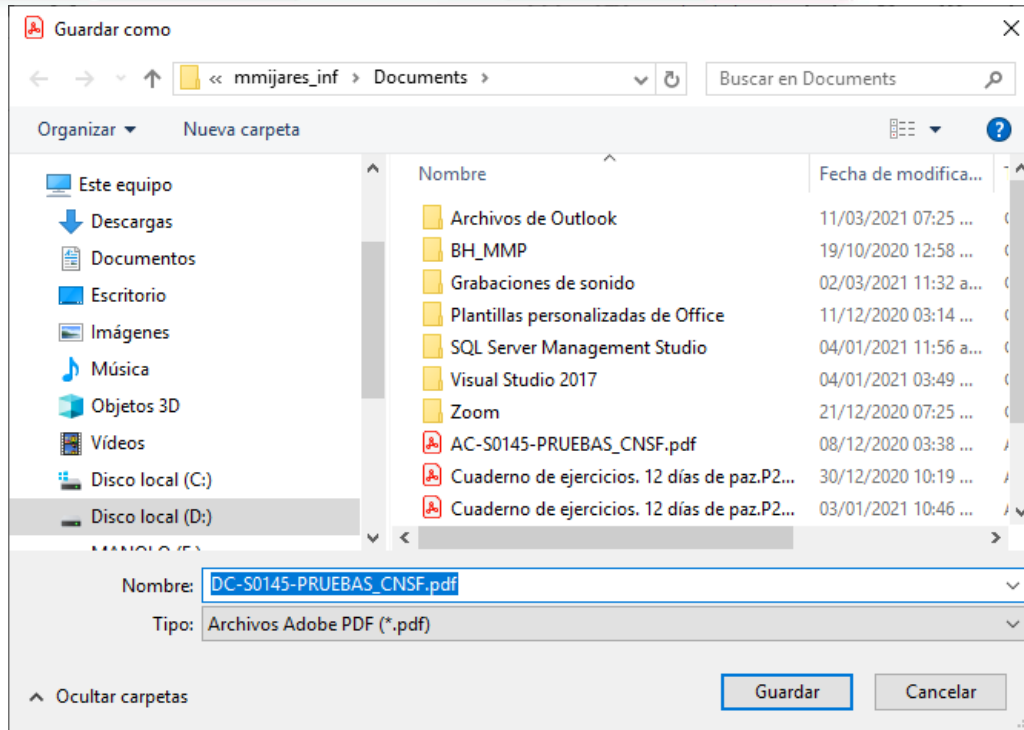 Guardar como
« mmijares_inf > Documents >
Buscar en Documents
Organizar
Nueva carpeta
Este equipo
Descargas
Documentos
Escritorio
Imágenes
Música
Objetos 3D
Vídeos
Disco local (C:)
Disco local (D:)
Nombre Fecha de modifica...
Archivos de Outlook 11/03/2021 07:25 ...
BH_MMP 19/10/2020 12:58 ...
Grabaciones de sonido 02/03/2021 11:32 a...
Plantillas personalizadas de Office 11/12/2020 03:14 ...
SQL Server Management Studio 04/01/2021 11:56 a...
Visual Studio 2017 04/01/2021 03:49 ...
Zoom 21/12/2020 07:25 ...
AC-S0145-PRUEBAS_CNSF.pdf 08/12/2020 03:38 ...
Cuaderno de ejercicios. 12 días de paz.P2... 30/12/2020 10:19 ...
Cuaderno de ejercicios. 12 días de paz.P2... 03/01/2021 10:46 ...
Nombre: DC-S0145-PRUEBAS_CNSF.pdf
Tipo: Archivos Adobe PDF (*.pdf)
Ocultar carpetas
Guardar
Cancelar